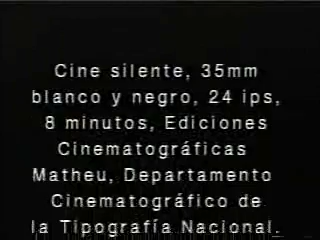 Cine silente, 35mm
blanco y negro, 24 ips,
8 minutos, Ediciones
Cinematográficas
Matheu, Departamento
Cinematográfico de
la Tipografía Nacional.